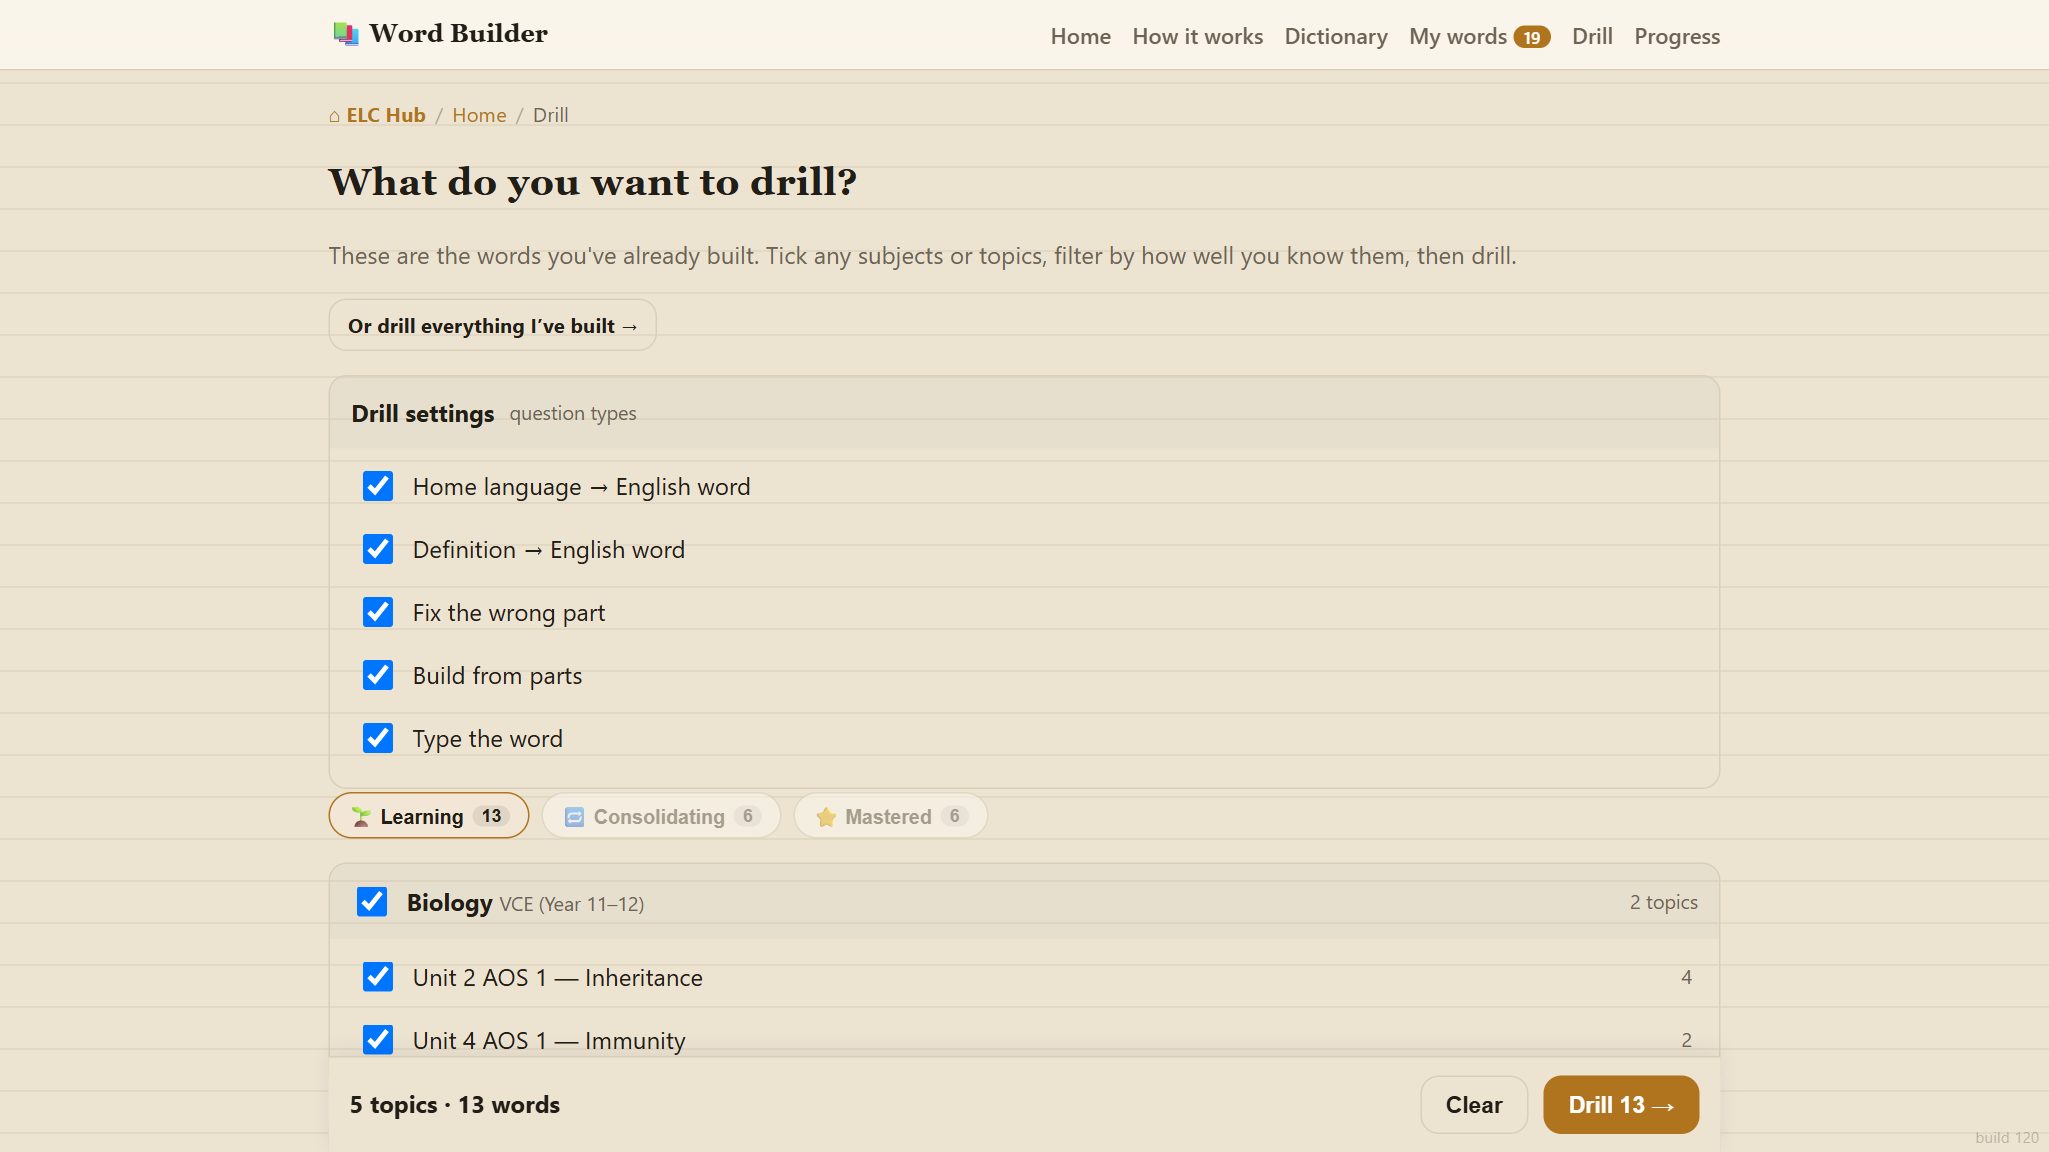 Word Builder
Home How it works Dictionary My words 19 Drill Progress
⌂ ELC Hub / Home / Drill
What do you want to drill?
These are the words you've already built. Tick any subjects or topics, filter by how well you know them, then drill.
Or drill everything I’ve built →
Drill settings question types
Home language → English word
Definition → English word
Fix the wrong part
Build from parts
Type the word
Learning 13 Consolidating 6 Mastered 6
Biology VCE (Year 11–12) 2 topics
Unit 2 AOS 1 — Inheritance 4
Unit 4 AOS 1 — Immunity 2
5 topics · 13 words Clear Drill 13 →
build 120